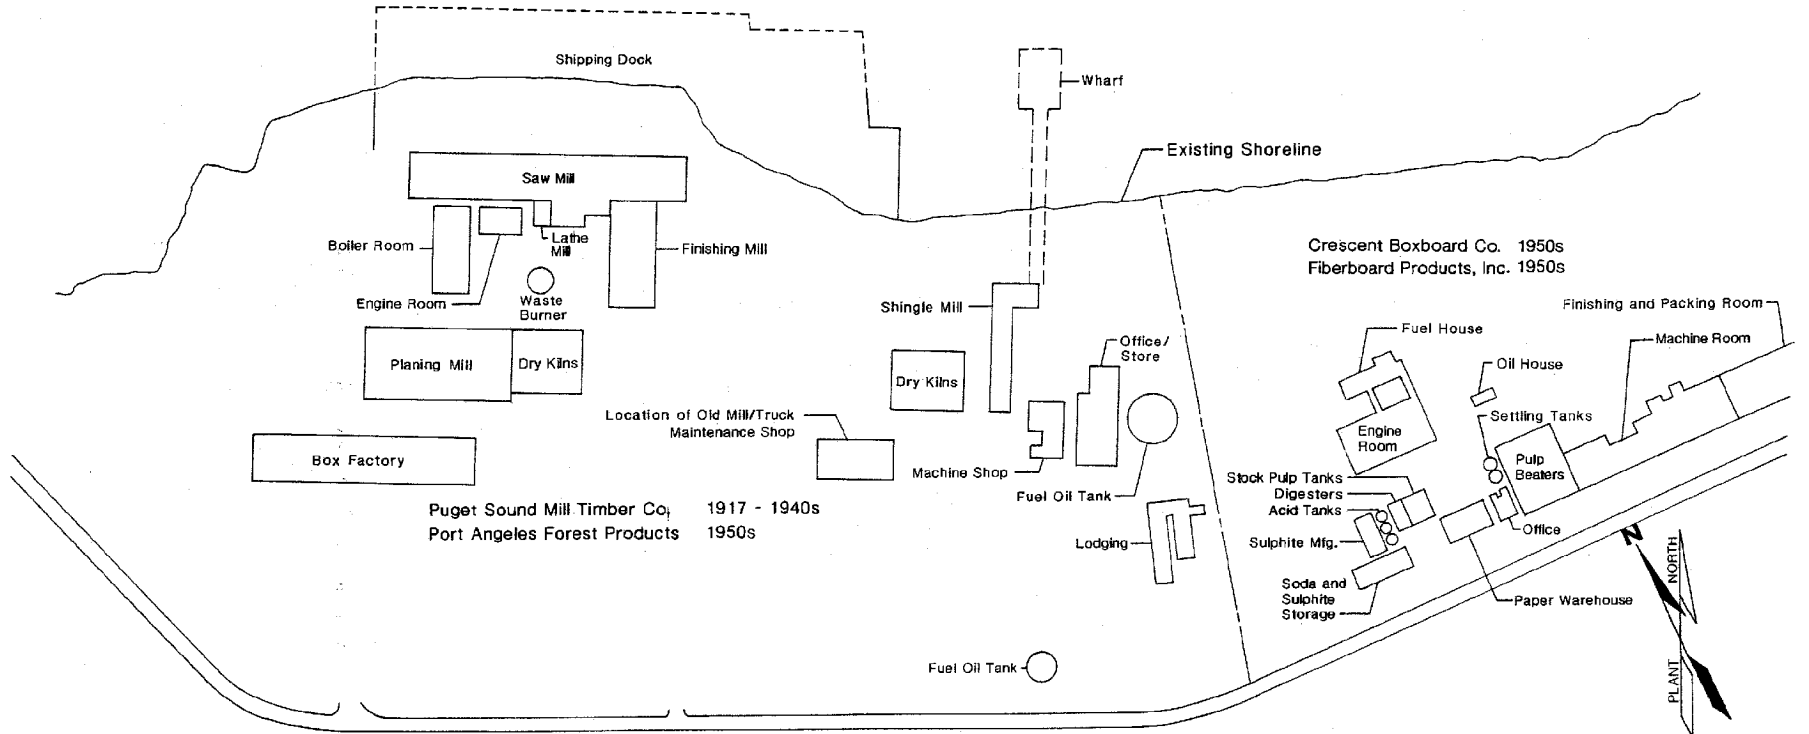 Shipping Dock
Wharf
Existing Shoreline
Saw Mill
Boiler Room
Lathe
Mill
Finishing Mill
Engine Room
Waste
Burner
Planing Mill
Dry Kilns
Box Factory
Shingle Mill
Office/
Store
Dry Kilns
Location of Old Mill/Truck
Maintenance Shop
Machine Shop
Fuel Oil Tank
Puget Sound Mill Timber Co. 1917 - 1940s
Port Angeles Forest Products 1950s
Lodging
Fuel Oil Tank
Crescent Boxboard Co. 1950s
Fiberboard Products, Inc. 1950s
Finishing and Packing Room
Fuel House
Machine Room
Oil House
Settling Tanks
Engine
Room
Pulp
Beaters
Stock Pulp Tanks
Digesters
Acid Tanks
Sulphite Mfg.
Office
Soda and
Sulphite
Storage
Paper Warehouse
N
PLANT NORTH